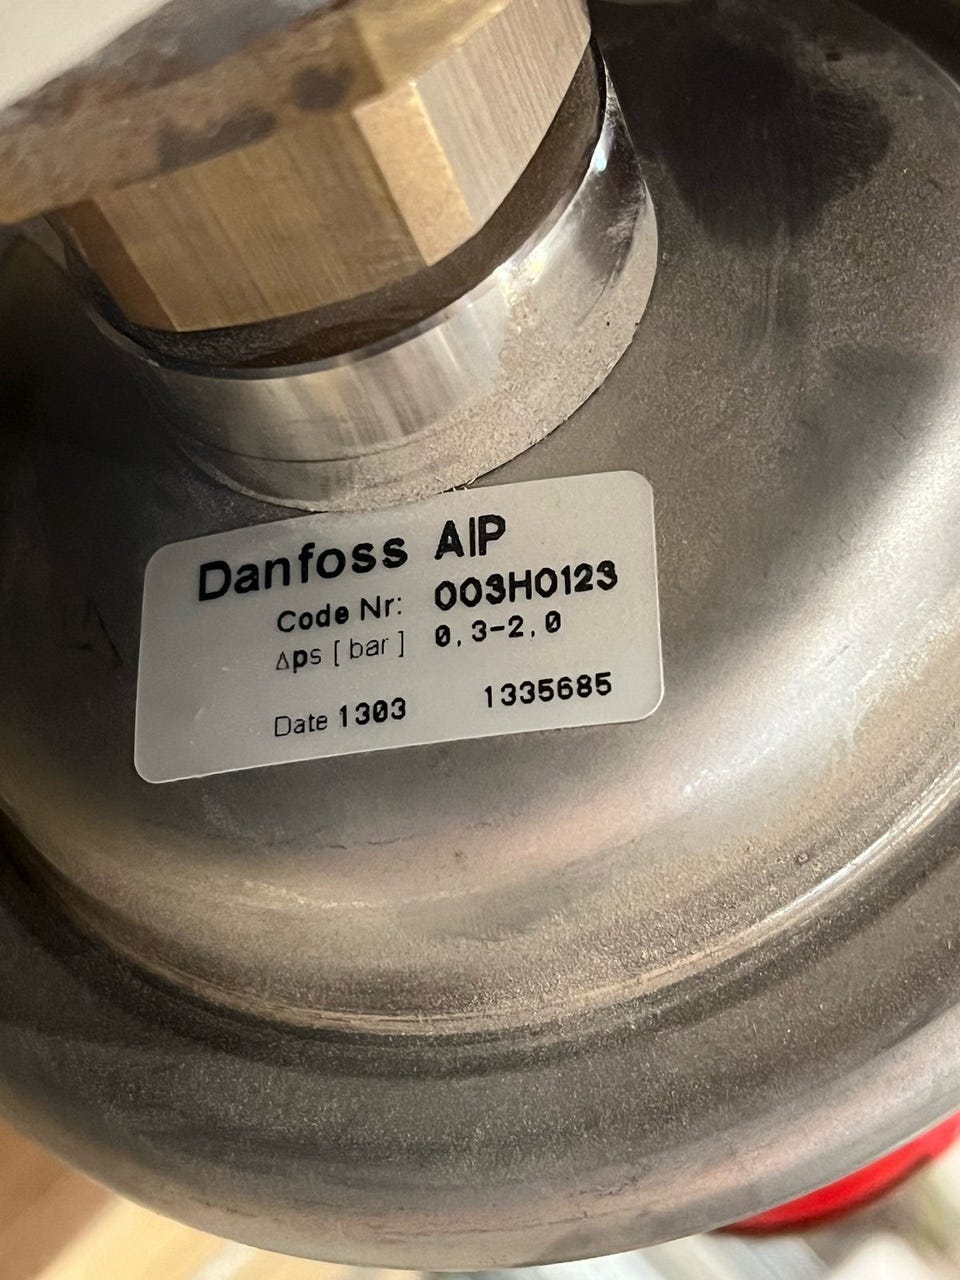 Danfoss AIP
Code Nr: 003H0123
Δps [ bar ] 0,3-2,0
Date 1303 1335685